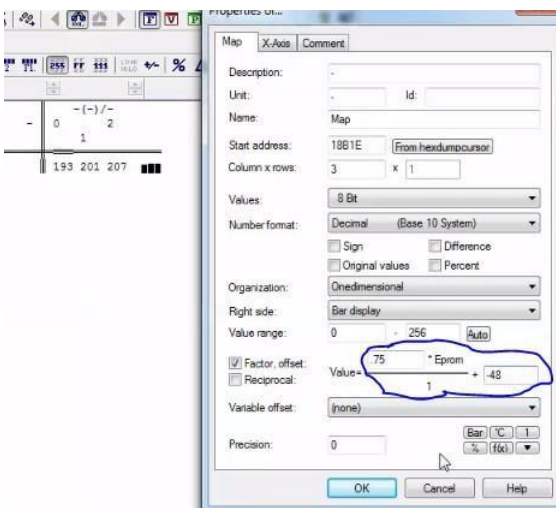 Properties of...
255 FF 111 +/- %
-(-)/-
- 0 2
1
193 201 207
Map X-Axis Comment
Description: -
Unit: - Id:
Name: Map
Start address: 18B1E From hexdumpcursor
Column x rows: 3 x 1
Values: 8 Bit
Number format: Decimal (Base 10 System)
Sign Difference
Original values Percent
Organization: Onedimensional
Right side: Bar display
Value range: 0 - 256 Auto
Factor, offset: .75 * Eprom
Reciprocal: Value= 1 + -48
Variable offset: (none)
Precision: 0 Bar °C 1
% f(x) ▼
OK Cancel Help